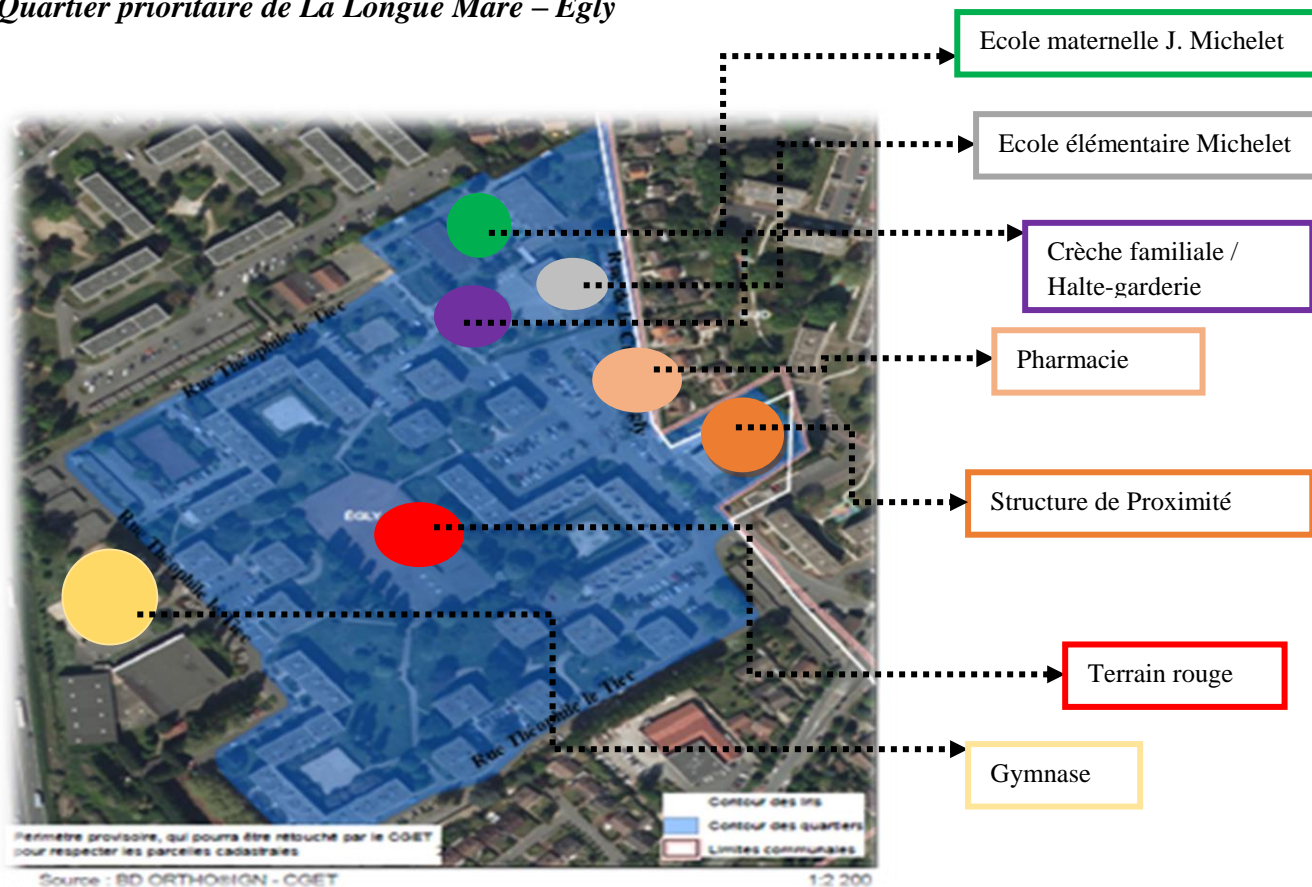 Quartier prioritaire de La Longue Mare – Egly
Ecole maternelle J. Michelet
Ecole élémentaire Michelet
Crèche familiale /
Halte-garderie
Pharmacie
Structure de Proximité
Terrain rouge
Gymnase
Rue Théophile le Tiec
Rue de la
Rue Théophile le Tiec
Rue Théophile le Tiec
ÉGLY
Contour des Iris
Contour des quartiers
Limites communales
Périmètre provisoire, qui pourra être retouché par le CGET
pour respecter les parcelles cadastrales
Source : BD ORTHO®IGN - CGET
1:2 200